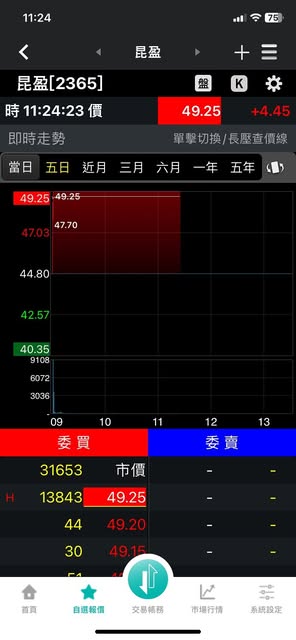 11:24
75
昆盈
昆盈[2365] 盤 K
時 11:24:23 價 49.25 +4.45
即時走勢 單擊切換/長壓查價線
當日 五日 近月 三月 六月 一年 五年
49.25 49.25
47.70
47.03
44.80
42.57
40.35
9108
6072
3036
-
09 10 11 12 13
委買 委賣
31653 市價 - -
H 13843 49.25 - -
44 49.20 - -
30 49.15 - -
首頁 自選報價 交易帳務 市場行情 系統設定